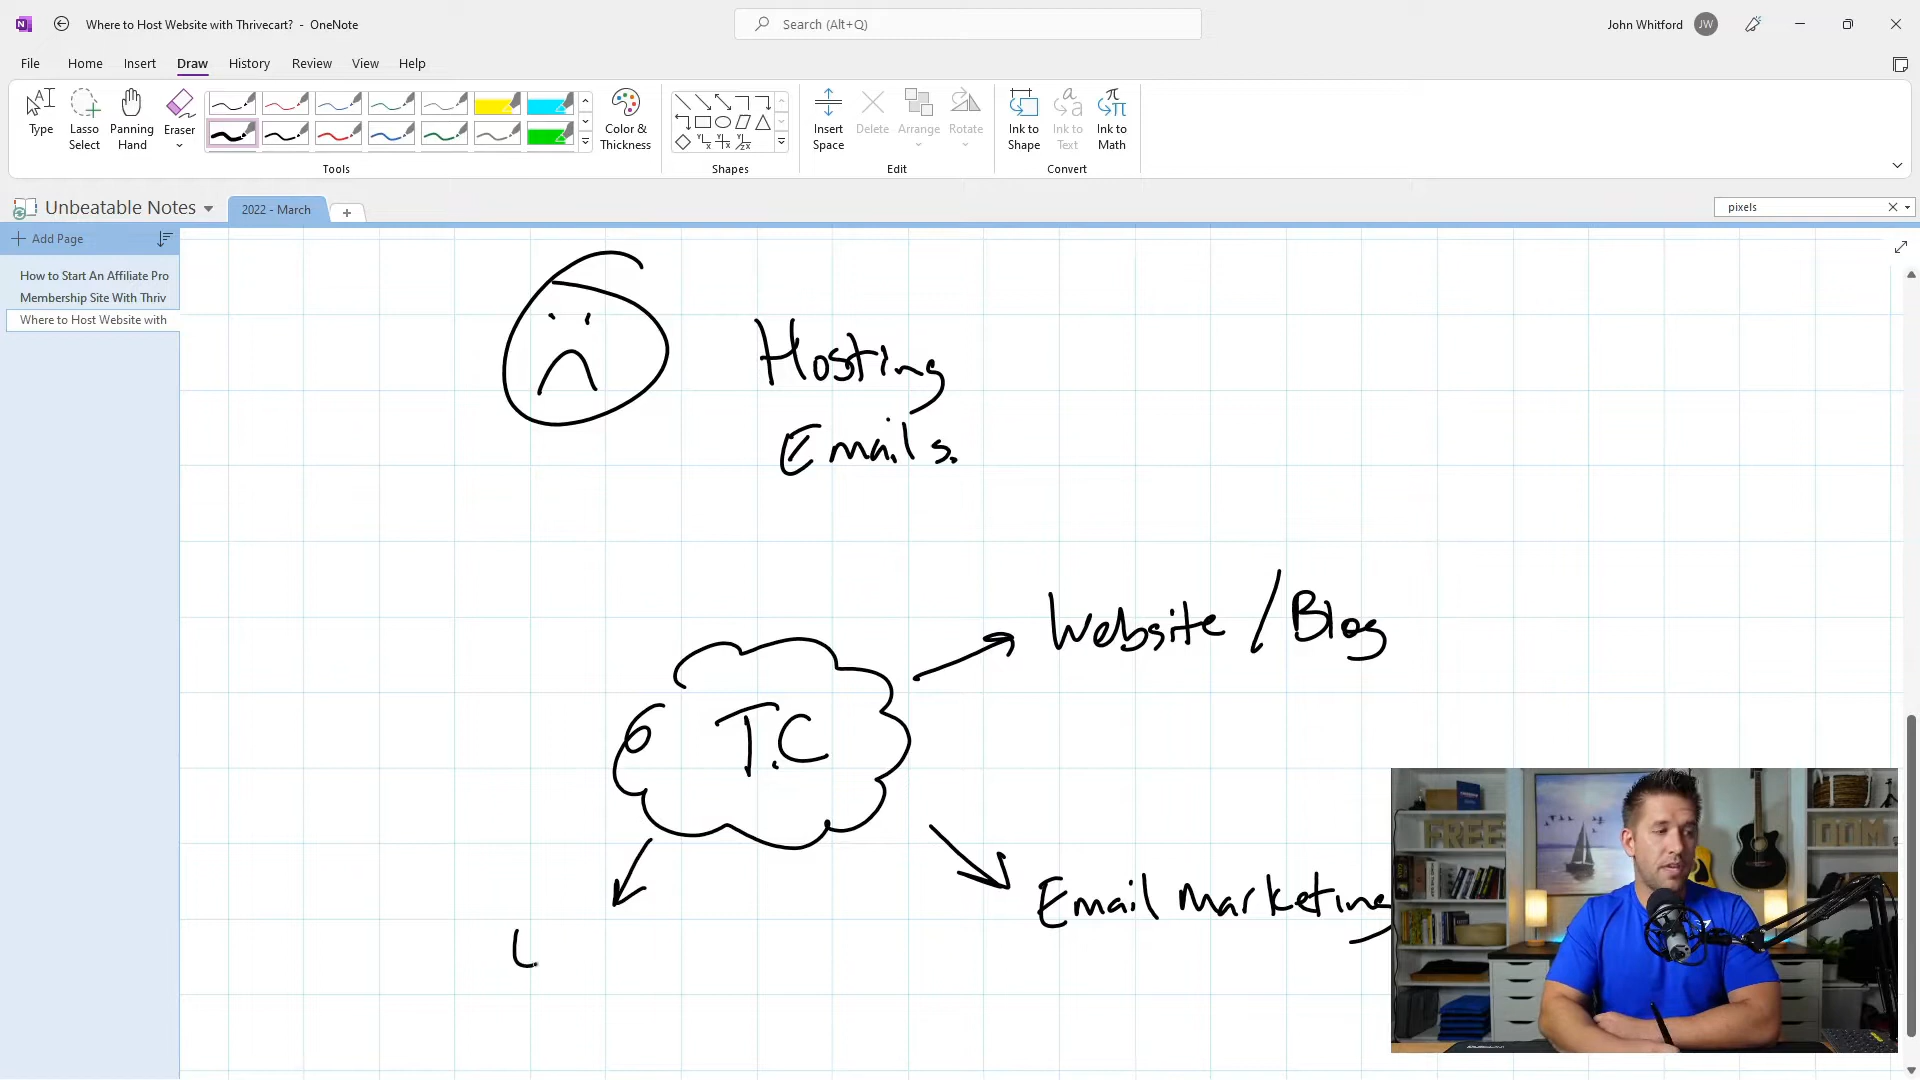 Where to Host Website with Thrivecart? - OneNote
Search (Alt+Q)
John Whitford
JW
File Home Insert Draw History Review View Help
Type
Lasso Select
Panning Hand
Eraser
Color & Thickness
Insert Space
Delete
Arrange
Rotate
Ink to Shape
Ink to Text
Ink to Math
Tools
Shapes
Edit
Convert
Unbeatable Notes
2022 - March
pixels
Add Page
How to Start An Affiliate Pro
Membership Site With Thriv
Where to Host Website with
Hosting
Emails.
Website / Blog
T.C
Email Marketing
L
FREE
DOM